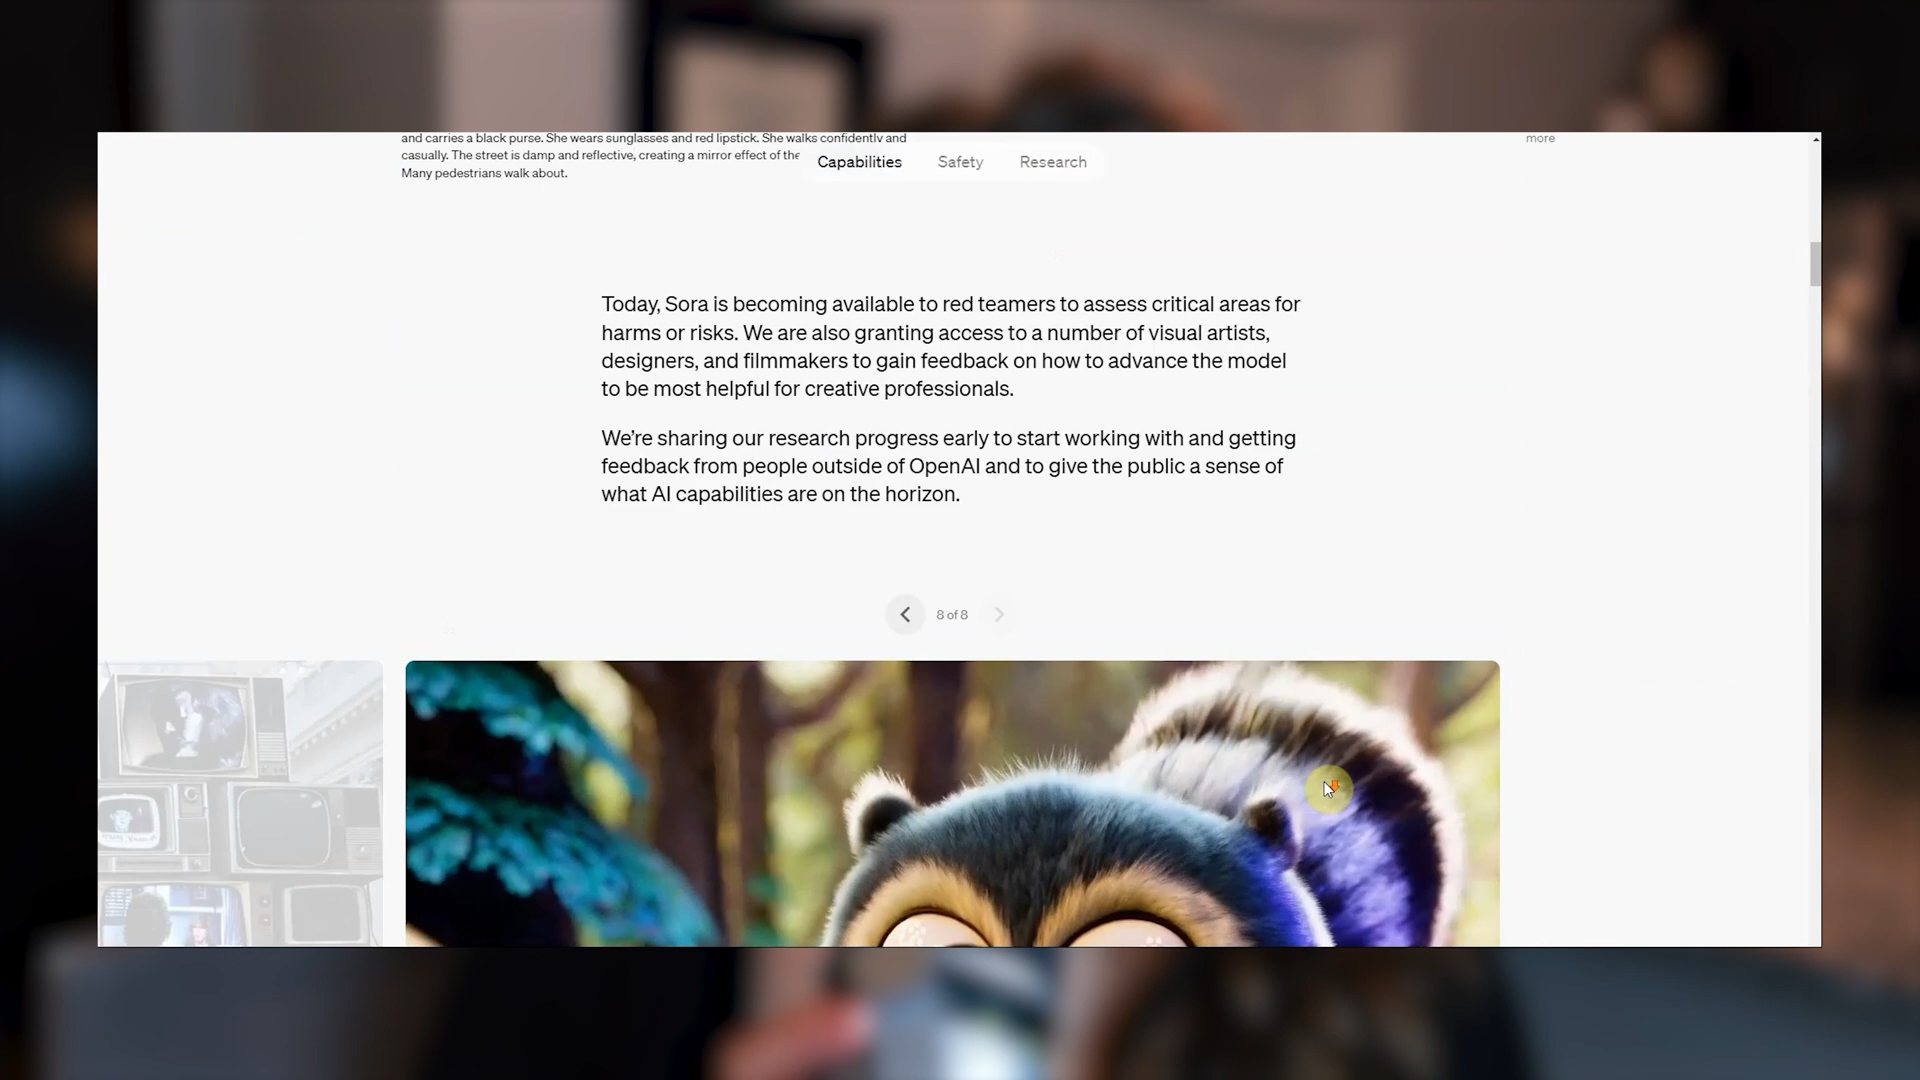 and carries a black purse. She wears sunglasses and red lipstick. She walks confidently and
more
casually. The street is damp and reflective, creating a mirror effect of the
Many pedestrians walk about.
Capabilities Safety Research
Today, Sora is becoming available to red teamers to assess critical areas for
harms or risks. We are also granting access to a number of visual artists,
designers, and filmmakers to gain feedback on how to advance the model
to be most helpful for creative professionals.
We’re sharing our research progress early to start working with and getting
feedback from people outside of OpenAI and to give the public a sense of
what AI capabilities are on the horizon.
8 of 8